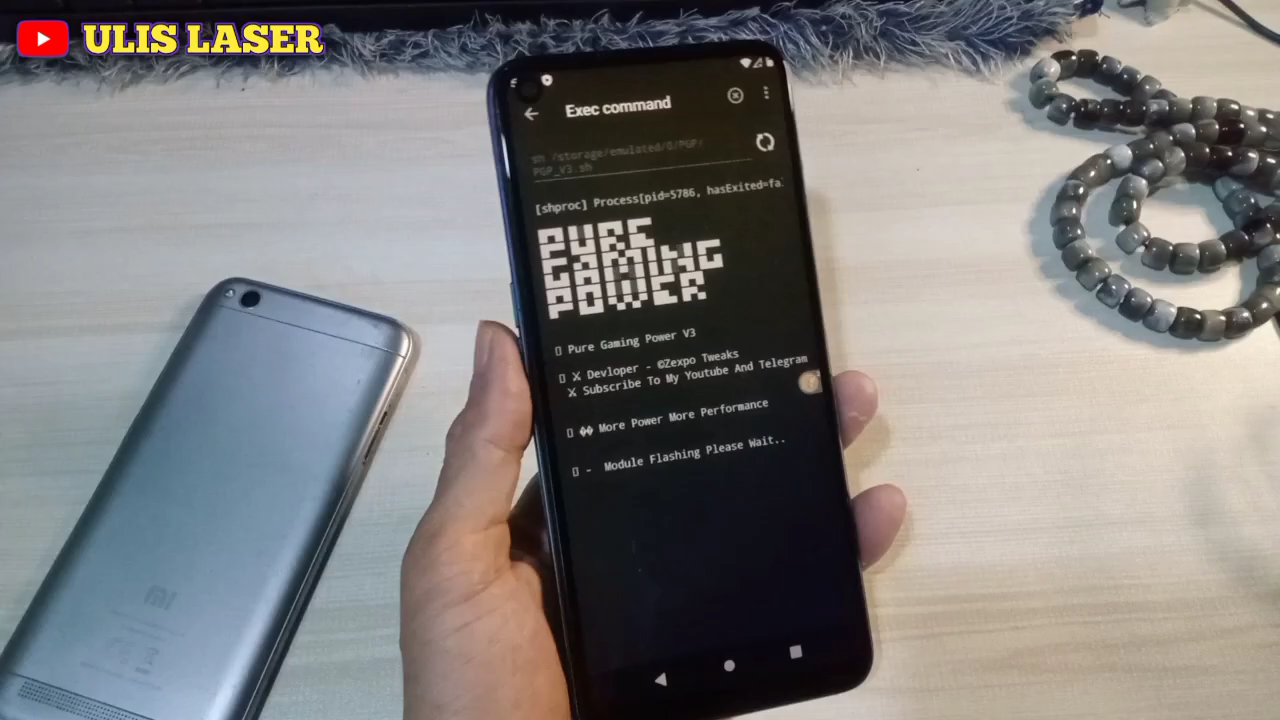 ULIS LASER
Exec command
sh /storage/emulated/0/PGP/
PGP_V3.sh
[shproc] Process[pid=5786, hasExited=fa
PURE
GAMING
POWER
Pure Gaming Power V3
Devloper - ©Zexpo Tweaks
Subscribe To My Youtube And Telegram
More Power More Performance
- Module Flashing Please Wait..
mi